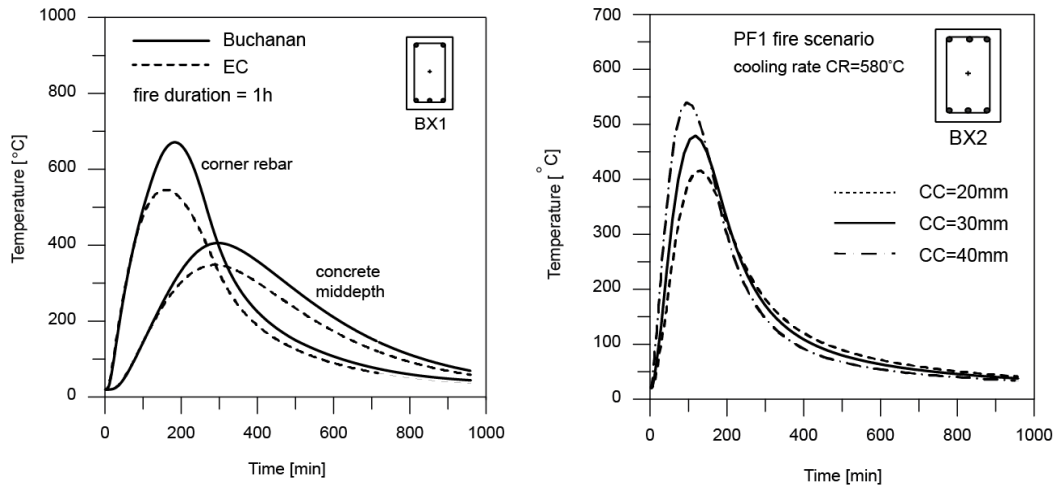 1000
800
600
400
200
0
Temperature [°C]
Buchanan
EC
fire duration = 1h
BX1
corner rebar
concrete
middepth
0
200
400
600
800
1000
Time [min]
700
600
500
400
300
200
100
0
Temperature [°C]
PF1 fire scenario
cooling rate CR=580°C
BX2
CC=20mm
CC=30mm
CC=40mm
0
200
400
600
800
1000
Time [min]